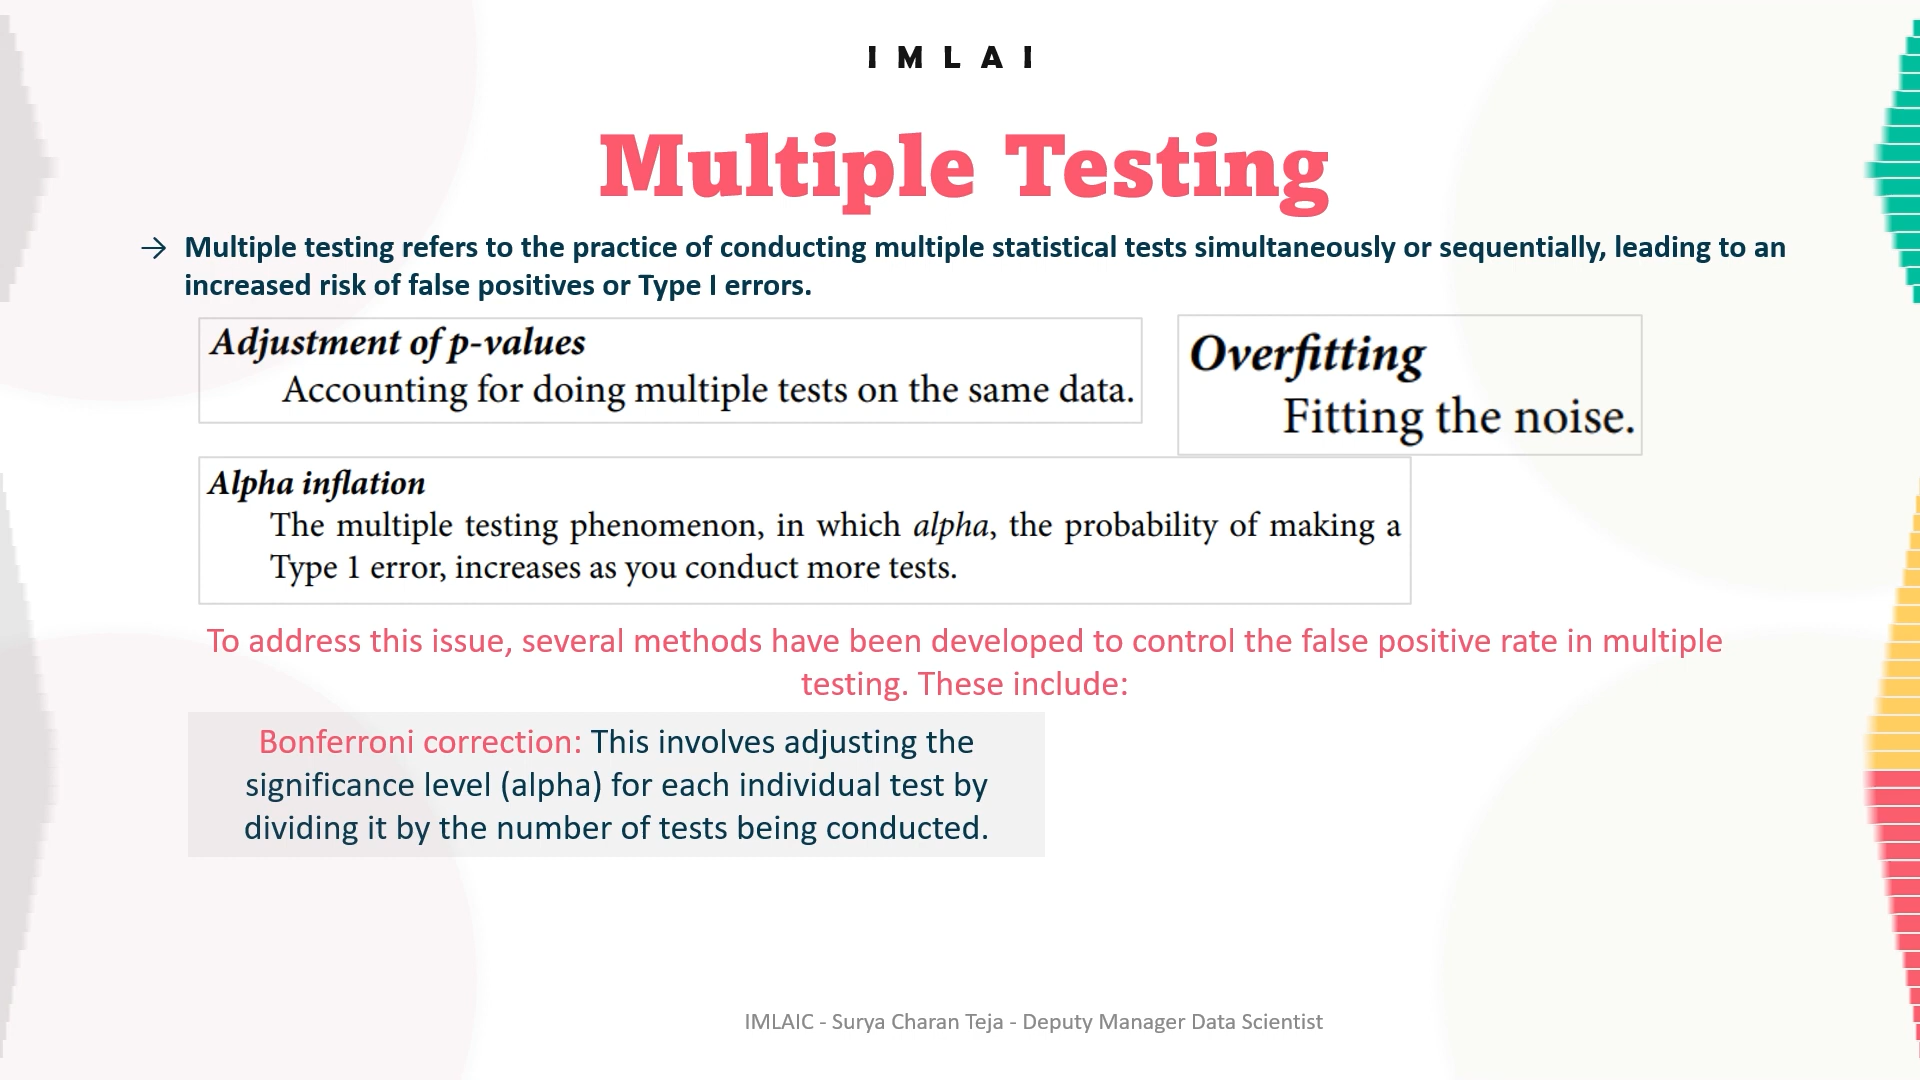 IMLAI
Multiple Testing
→ Multiple testing refers to the practice of conducting multiple statistical tests simultaneously or sequentially, leading to an
increased risk of false positives or Type I errors.
Adjustment of p-values
Accounting for doing multiple tests on the same data.
Overfitting
Fitting the noise.
Alpha inflation
The multiple testing phenomenon, in which alpha, the probability of making a
Type 1 error, increases as you conduct more tests.
To address this issue, several methods have been developed to control the false positive rate in multiple
testing. These include:
Bonferroni correction: This involves adjusting the
significance level (alpha) for each individual test by
dividing it by the number of tests being conducted.
IMLAIC - Surya Charan Teja - Deputy Manager Data Scientist